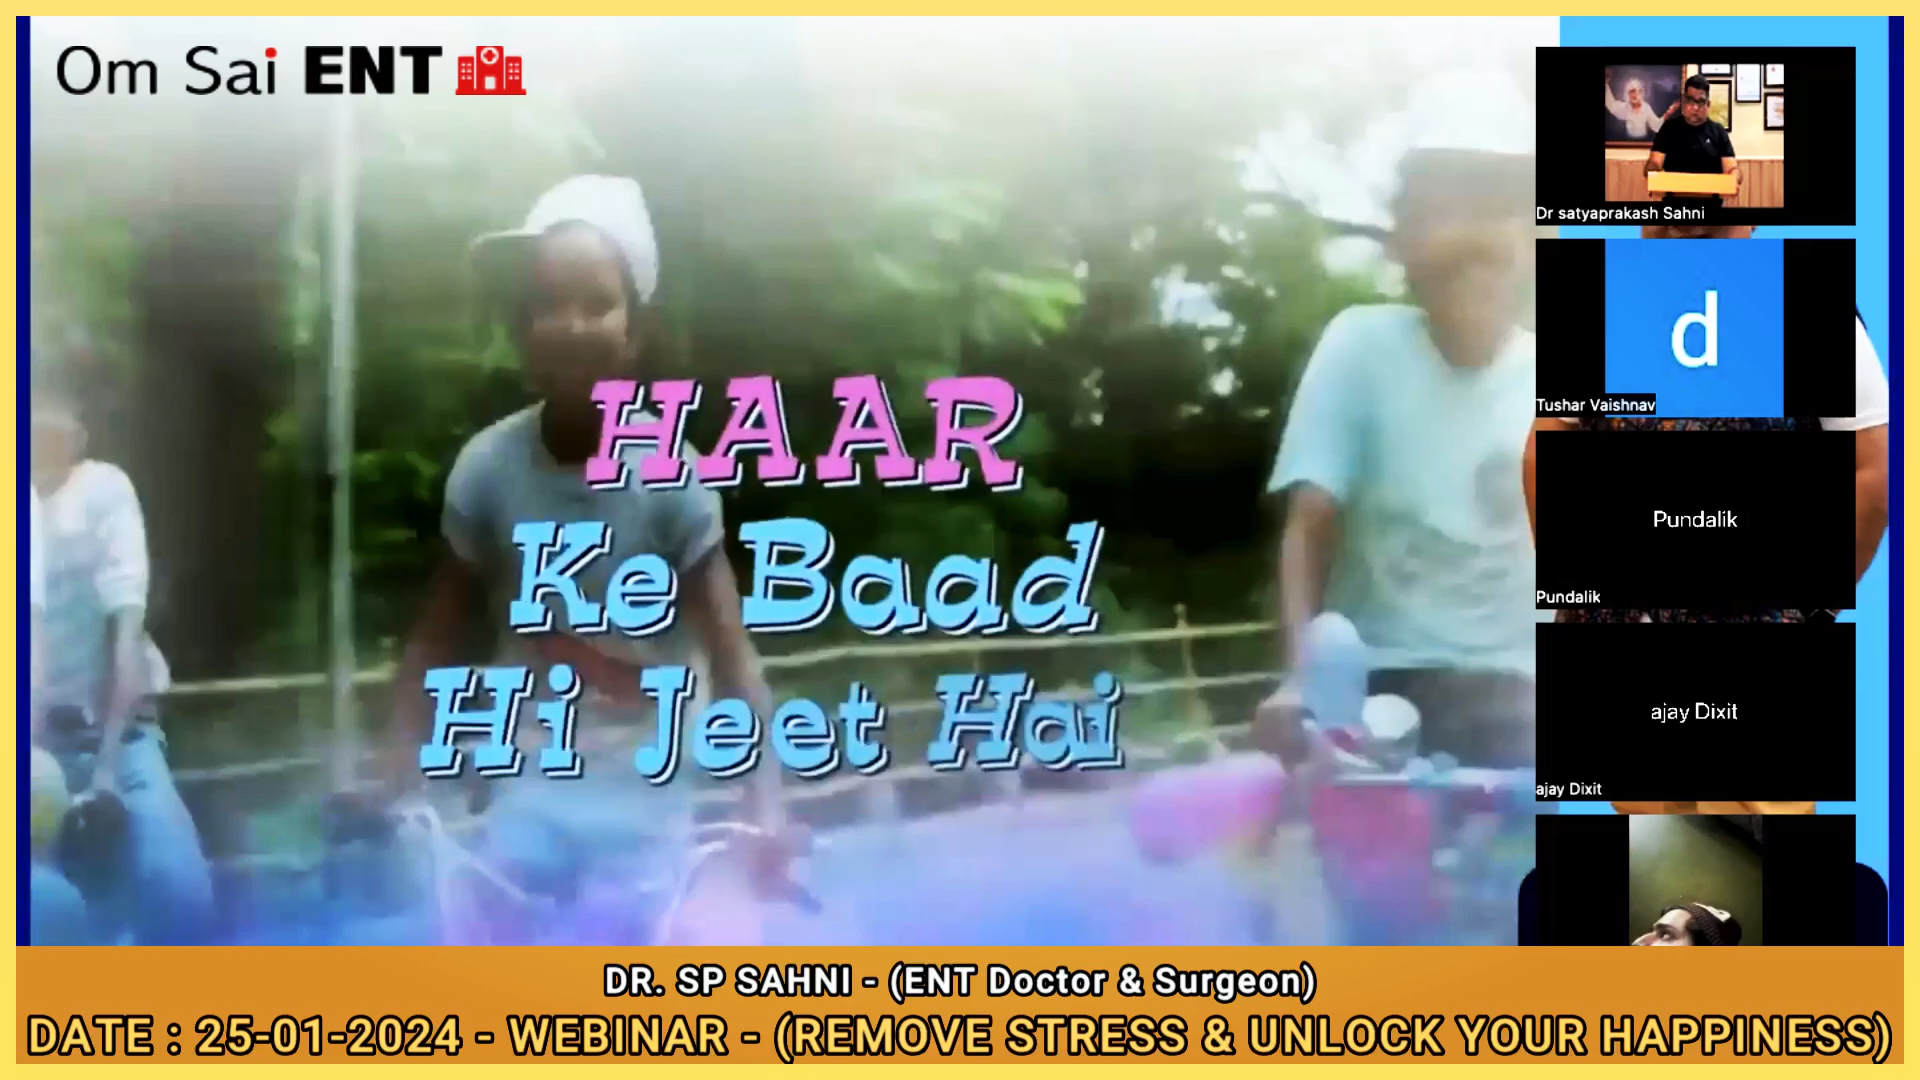 Om Sai ENT
HAAR
Ke Baad
Hi Jeet Hai
Dr satyaprakash Sahni
d
Tushar Vaishnav
Pundalik
Pundalik
ajay Dixit
ajay Dixit
DR. SP SAHNI - (ENT Doctor & Surgeon)
DATE : 25-01-2024 - WEBINAR - (REMOVE STRESS & UNLOCK YOUR HAPPINESS)